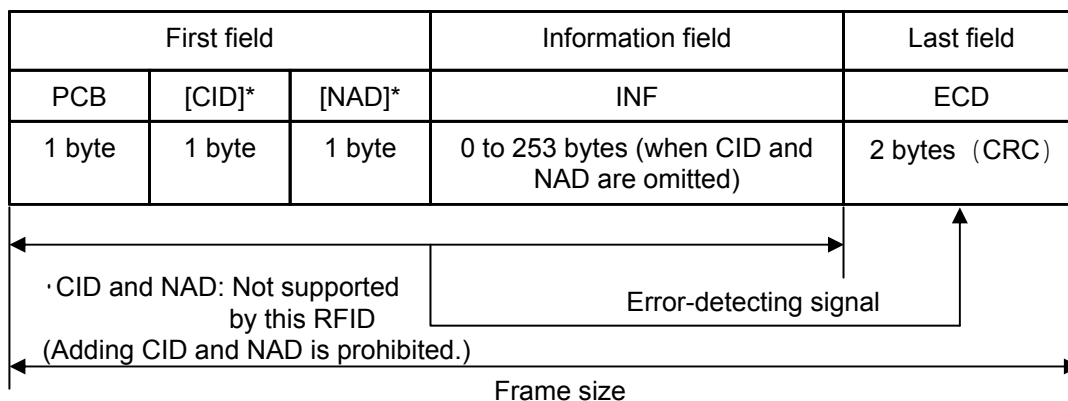 First field Information field Last field
PCB [CID]* [NAD]* INF ECD
1 byte 1 byte 1 byte 0 to 253 bytes (when CID and 2 bytes （CRC）
NAD are omitted)
・CID and NAD: Not supported
by this RFID
Error-detecting signal
(Adding CID and NAD is prohibited.)
Frame size